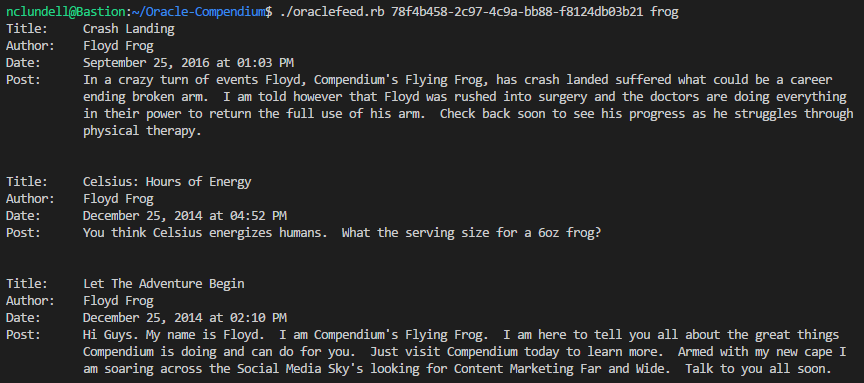 nclundell@Bastion:~/Oracle-Compendium$ ./oraclefeed.rb 78f4b458-2c97-4c9a-bb88-f8124db03b21 frog
Title: Crash Landing
Author: Floyd Frog
Date: September 25, 2016 at 01:03 PM
Post: In a crazy turn of events Floyd, Compendium's Flying Frog, has crash landed suffered what could be a career
ending broken arm.  I am told however that Floyd was rushed into surgery and the doctors are doing everything
in their power to return the full use of his arm.  Check back soon to see his progress as he struggles through
physical therapy.
Title: Celsius: Hours of Energy
Author: Floyd Frog
Date: December 25, 2014 at 04:52 PM
Post: You think Celsius energizes humans.  What the serving size for a 6oz frog?
Title: Let The Adventure Begin
Author: Floyd Frog
Date: December 25, 2014 at 02:10 PM
Post: Hi Guys. My name is Floyd.  I am Compendium's Flying Frog.  I am here to tell you all about the great things
Compendium is doing and can do for you.  Just visit Compendium today to learn more.  Armed with my new cape I
am soaring across the Social Media Sky's looking for Content Marketing Far and Wide.  Talk to you all soon.